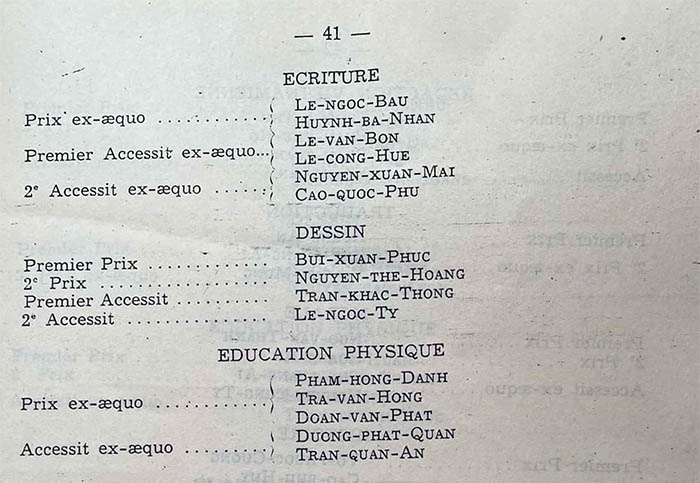 — 41 —
ECRITURE
Prix ex-æquo ........... LE-NGOC-BAU
HUYNH-BA-NHAN
Premier Accessit ex-æquo... LE-VAN-BON
LE-CONG-HUE
2e Accessit ex-æquo ...... NGUYEN-XUAN-MAI
CAO-QUOC-PHU
DESSIN
Premier Prix ............ BUI-XUAN-PHUC
2e Prix ................ NGUYEN-THE-HOANG
Premier Accessit ........... TRAN-KHAC-THONG
2e Accessit .............. LE-NGOC-TY
EDUCATION PHYSIQUE
PHAM-HONG-DANH
Prix ex-æquo ............ TRA-VAN-HONG
DOAN-VAN-PHAT
Accessit ex-æquo ......... DUONG-PHAT-QUAN
TRAN-QUAN-AN